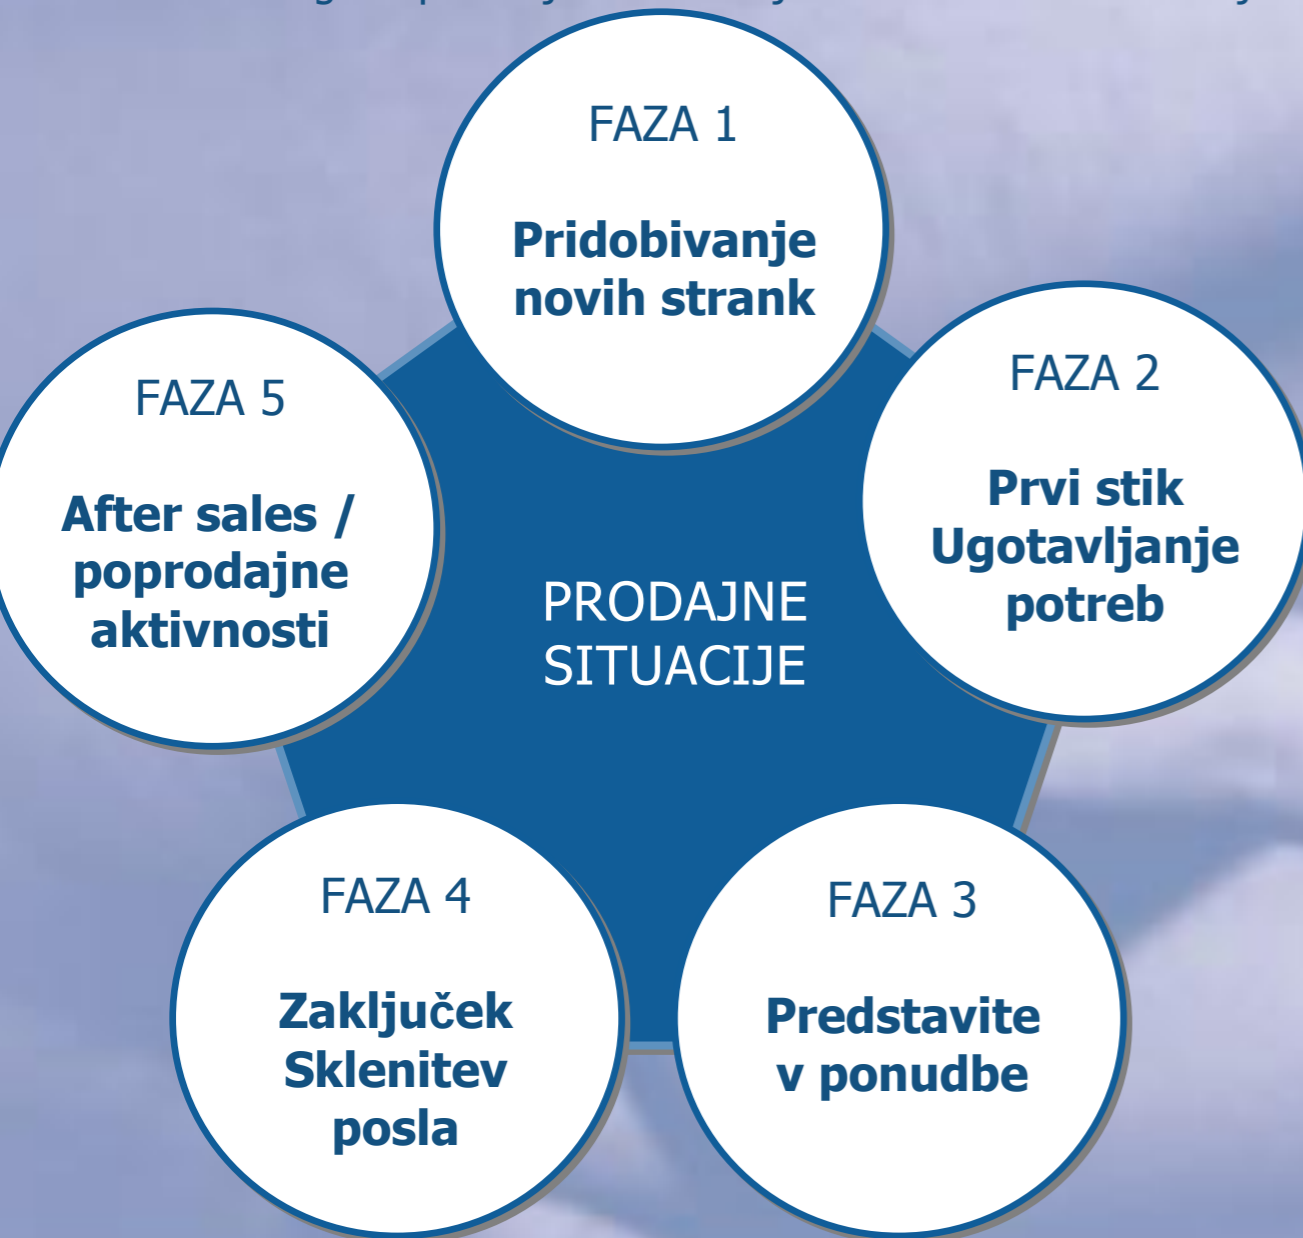 FAZA 1
Pridobivanje
novih strank
FAZA 2
Prvi stik
Ugotavljanje
potreb
FAZA 3
Predstavite
v ponudbe
FAZA 4
Zaključek
Sklenitev
posla
FAZA 5
After sales /
poprodajne
aktivnosti
PRODAJNE
SITUACIJE